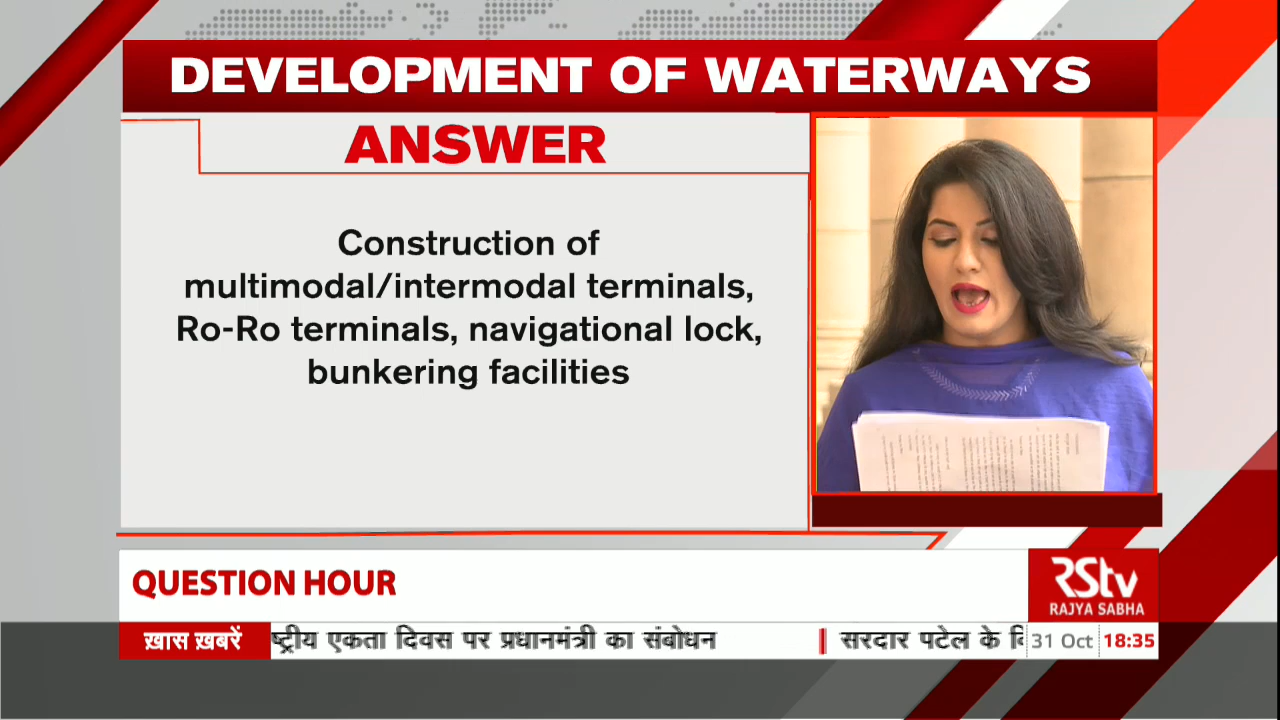 DEVELOPMENT OF WATERWAYS
ANSWER
Construction of
multimodal/intermodal terminals,
Ro-Ro terminals, navigational lock,
bunkering facilities
QUESTION HOUR
RStv
RAJYA SABHA
ख़ास ख़बरें
ष्ट्रीय एकता दिवस पर प्रधानमंत्री का संबोधन | सरदार पटेल के
31 Oct 18:35